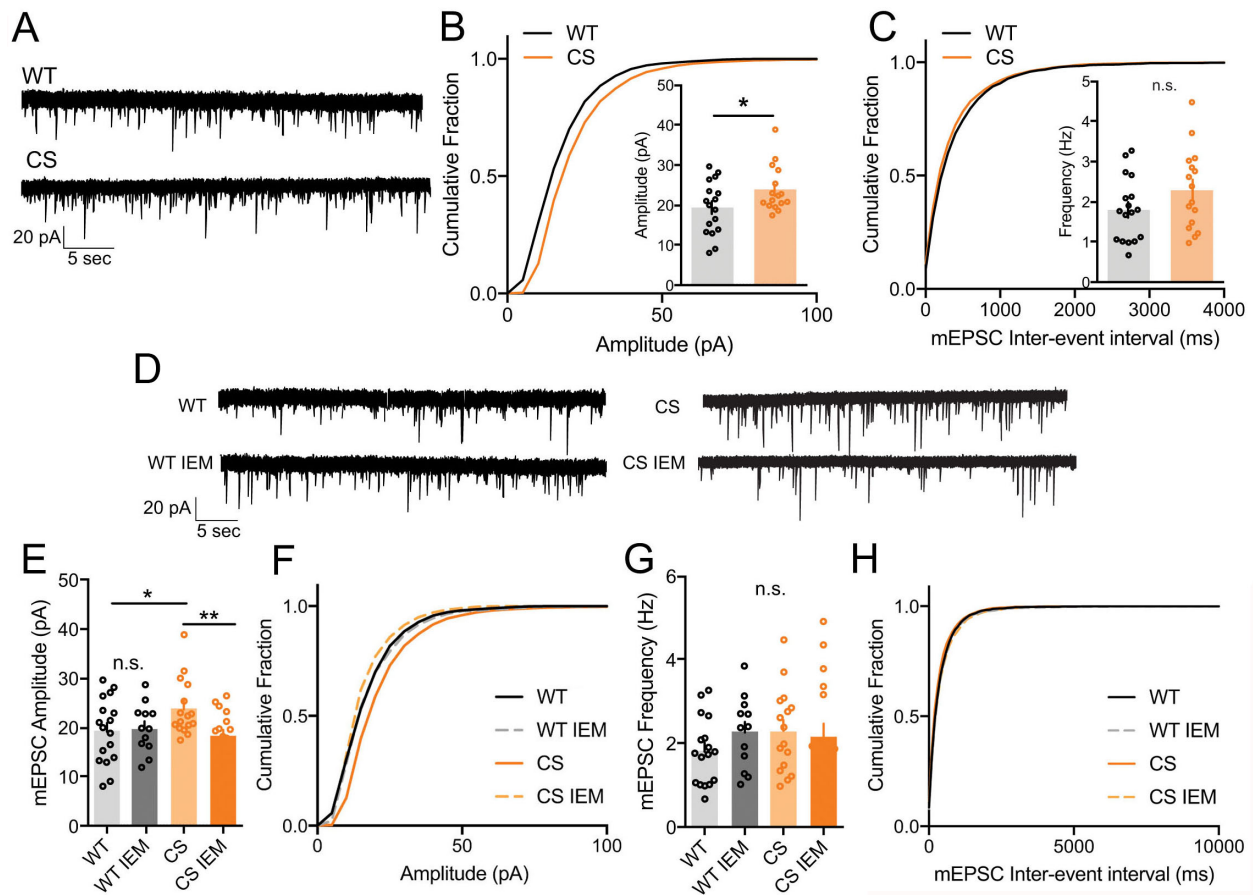 A
WT
CS
20 pA
5 sec
B
WT
CS
Cumulative Fraction
1.0
0.5
0.0
0
50
100
Amplitude (pA)
*
Amplitude (pA)
50
40
30
20
10
0
C
WT
CS
Cumulative Fraction
1.0
0.5
0.0
0
1000
2000
3000
4000
mEPSC Inter-event interval (ms)
n.s.
Frequency (Hz)
5
4
3
2
1
0
D
WT
CS
WT IEM
CS IEM
20 pA
5 sec
E
mEPSC Amplitude (pA)
50
40
30
20
10
0
*
**
n.s.
WT
WT IEM
CS
CS IEM
F
Cumulative Fraction
1.0
0.5
0.0
WT
WT IEM
CS
CS IEM
0
50
100
Amplitude (pA)
G
mEPSC Frequency (Hz)
6
4
2
0
n.s.
WT
WT IEM
CS
CS IEM
H
Cumulative Fraction
1.0
0.5
0.0
WT
WT IEM
CS
CS IEM
0
5000
10000
mEPSC Inter-event interval (ms)